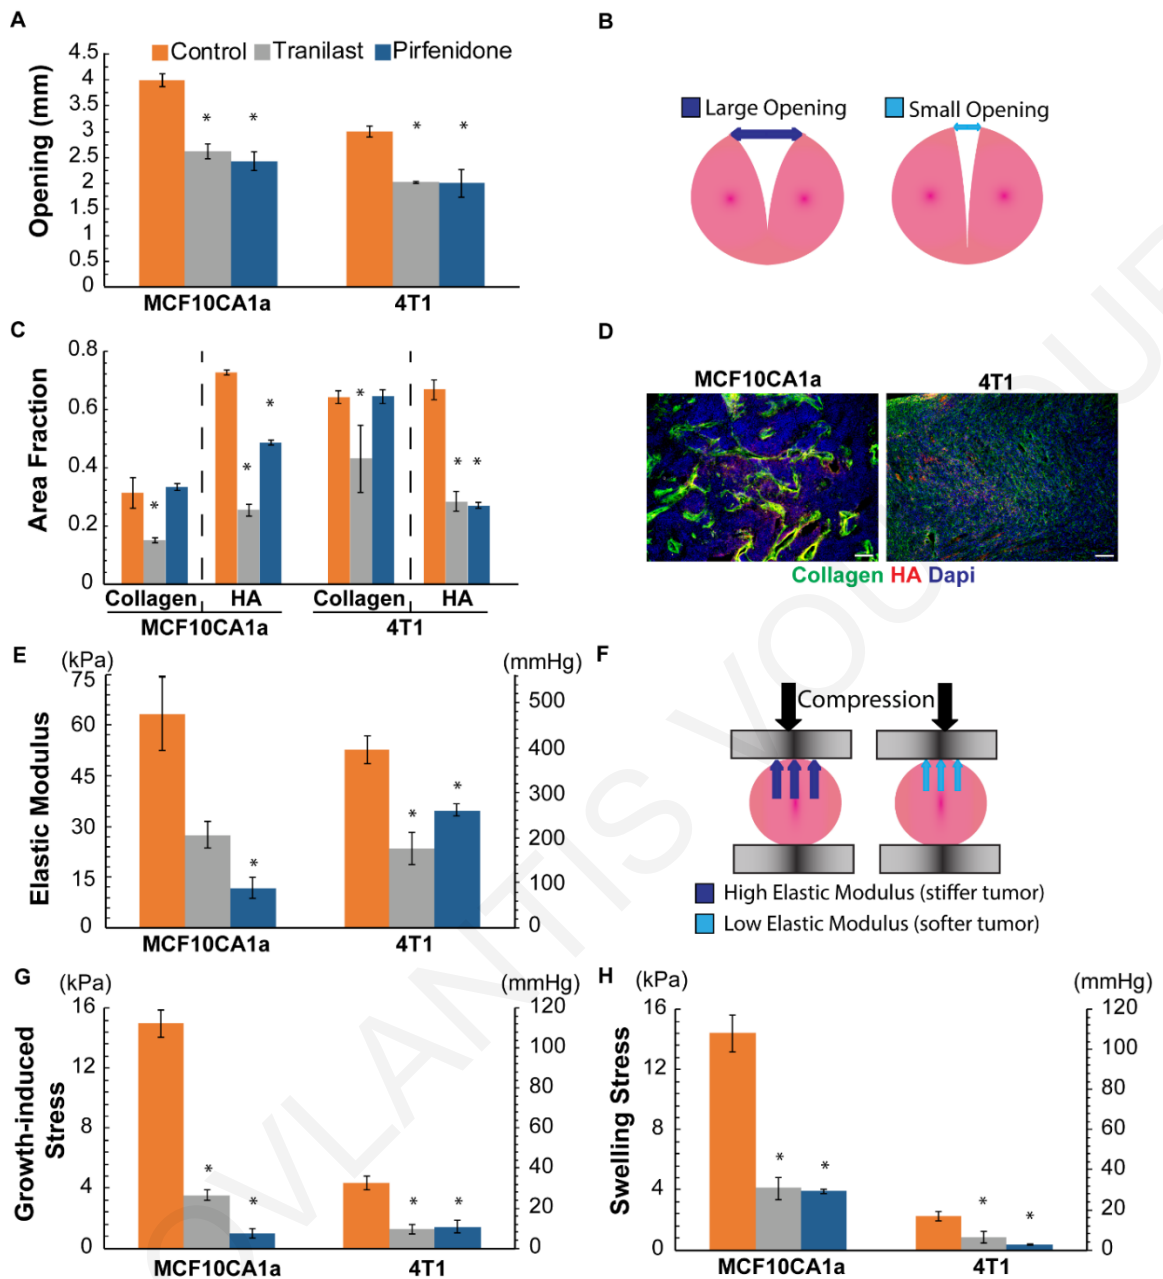 A
Control Tranilast Pirfenidone
Opening (mm)
4.5
4
3.5
3
2.5
2
1.5
1
0.5
0
* * * *
MCF10CA1a 4T1
B
Large Opening Small Opening
C
Area Fraction
0.8
0.6
0.4
0.2
0
* * * * * *
Collagen HA Collagen HA
MCF10CA1a 4T1
D
MCF10CA1a 4T1
Collagen HA Dapi
E
(kPa) (mmHg)
Elastic Modulus
75
60
45
30
15
0
500
400
300
200
100
0
* * *
MCF10CA1a 4T1
F
Compression
High Elastic Modulus (stiffer tumor)
Low Elastic Modulus (softer tumor)
G
(kPa) (mmHg)
Growth-induced
Stress
16
12
8
4
0
120
100
80
60
40
20
0
* * * *
MCF10CA1a 4T1
H
(kPa) (mmHg)
Swelling Stress
16
12
8
4
0
120
100
80
60
40
20
0
* * * *
MCF10CA1a 4T1
VLANTIS